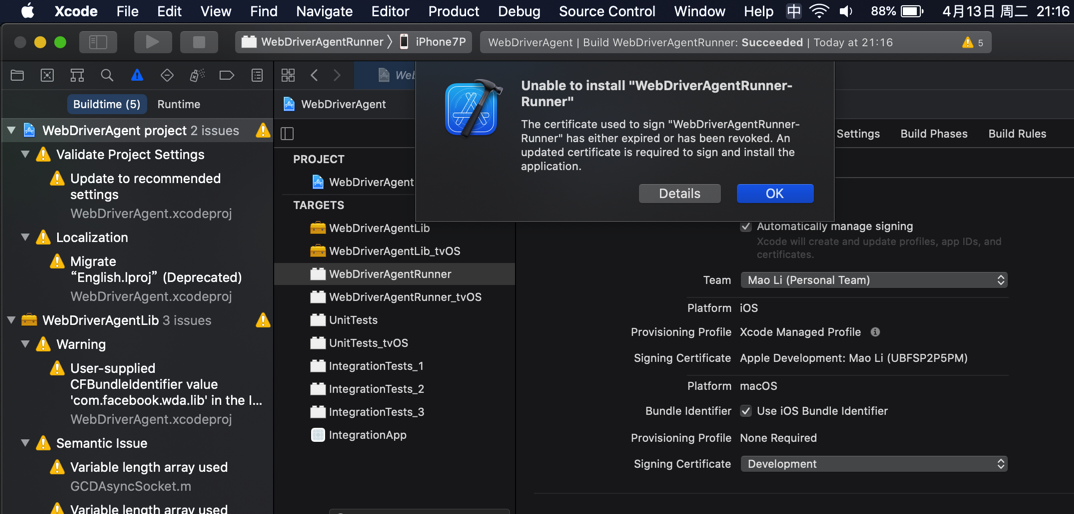 Xcode File Edit View Find Navigate Editor Product Debug Source Control Window Help 中 88% 4月13日 周二 21:16
WebDriverAgentRunner 〉 iPhone7P
WebDriverAgent | Build WebDriverAgentRunner: Succeeded | Today at 21:16
5
Buildtime (5) Runtime
WebDriverAgent project 2 issues
Validate Project Settings
Update to recommended
settings
WebDriverAgent.xcodeproj
Localization
Migrate
“English.lproj” (Deprecated)
WebDriverAgent.xcodeproj
WebDriverAgentLib 3 issues
Warning
User-supplied
CFBundleIdentifier value
'com.facebook.wda.lib' in the I...
WebDriverAgent.xcodeproj
Semantic Issue
Variable length array used
GCDAsyncSocket.m
Variable length array used
WebDriverAgent
PROJECT
WebDriverAgent
TARGETS
WebDriverAgentLib
WebDriverAgentLib_tvOS
WebDriverAgentRunner
WebDriverAgentRunner_tvOS
UnitTests
UnitTests_tvOS
IntegrationTests_1
IntegrationTests_2
IntegrationTests_3
IntegrationApp
Unable to install "WebDriverAgentRunner-
Runner"
The certificate used to sign "WebDriverAgentRunner-
Runner" has either expired or has been revoked. An
updated certificate is required to sign and install the
application.
Details OK
Settings Build Phases Build Rules
Automatically manage signing
Xcode will create and update profiles, app IDs, and
certificates.
Team Mao Li (Personal Team)
Platform iOS
Provisioning Profile Xcode Managed Profile
Signing Certificate Apple Development: Mao Li (UBFSP2P5PM)
Platform macOS
Bundle Identifier Use iOS Bundle Identifier
Provisioning Profile None Required
Signing Certificate Development